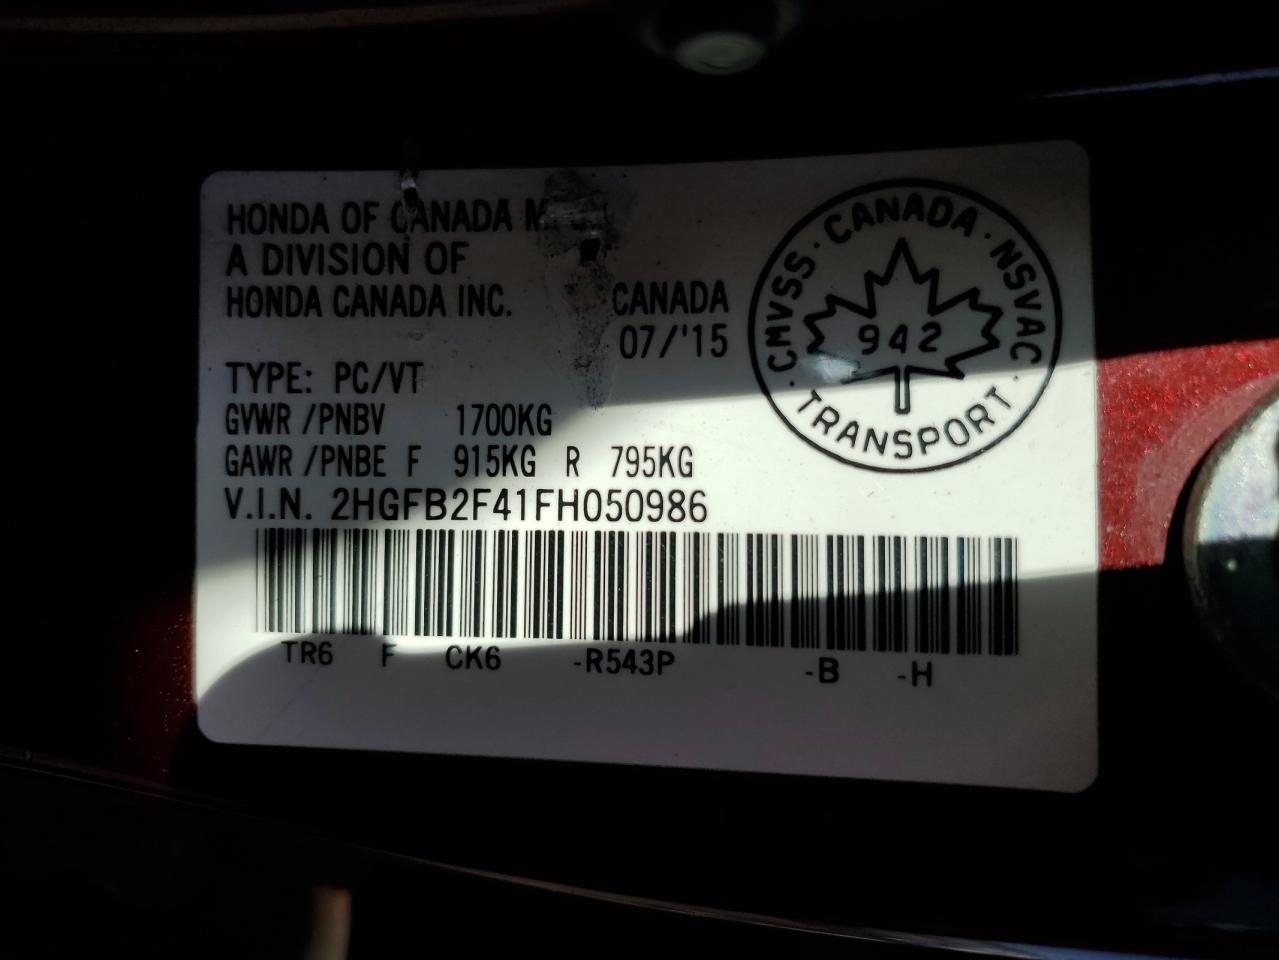 HONDA OF CANADA
A DIVISION OF
HONDA CANADA INC.
CANADA
07/'15
CMVSS · CANADA · NSVAC · TRANSPORT ·
942
TYPE: PC/VT
GVWR /PNBV 1700KG
GAWR /PNBE F 915KG R 795KG
V.I.N. 2HGFB2F41FH050986
TR6 F CK6 -R543P -B -H